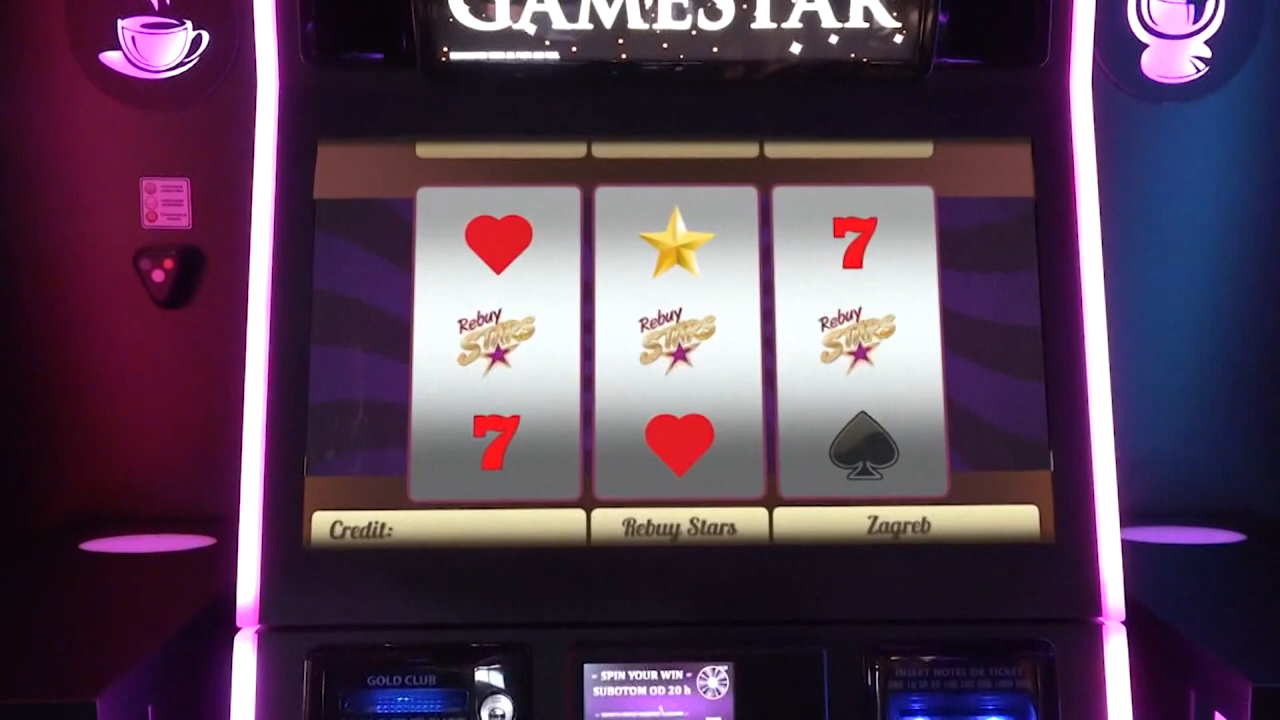 GAMESTAR
7
Rebuy
STARS
Rebuy
STARS
Rebuy
STARS
7
Credit:
Rebuy Stars
Zagreb
GOLD CLUB
- SPIN YOUR WIN -
SUBOTOM OD 20 h
INSERT NOTES OR TICKET